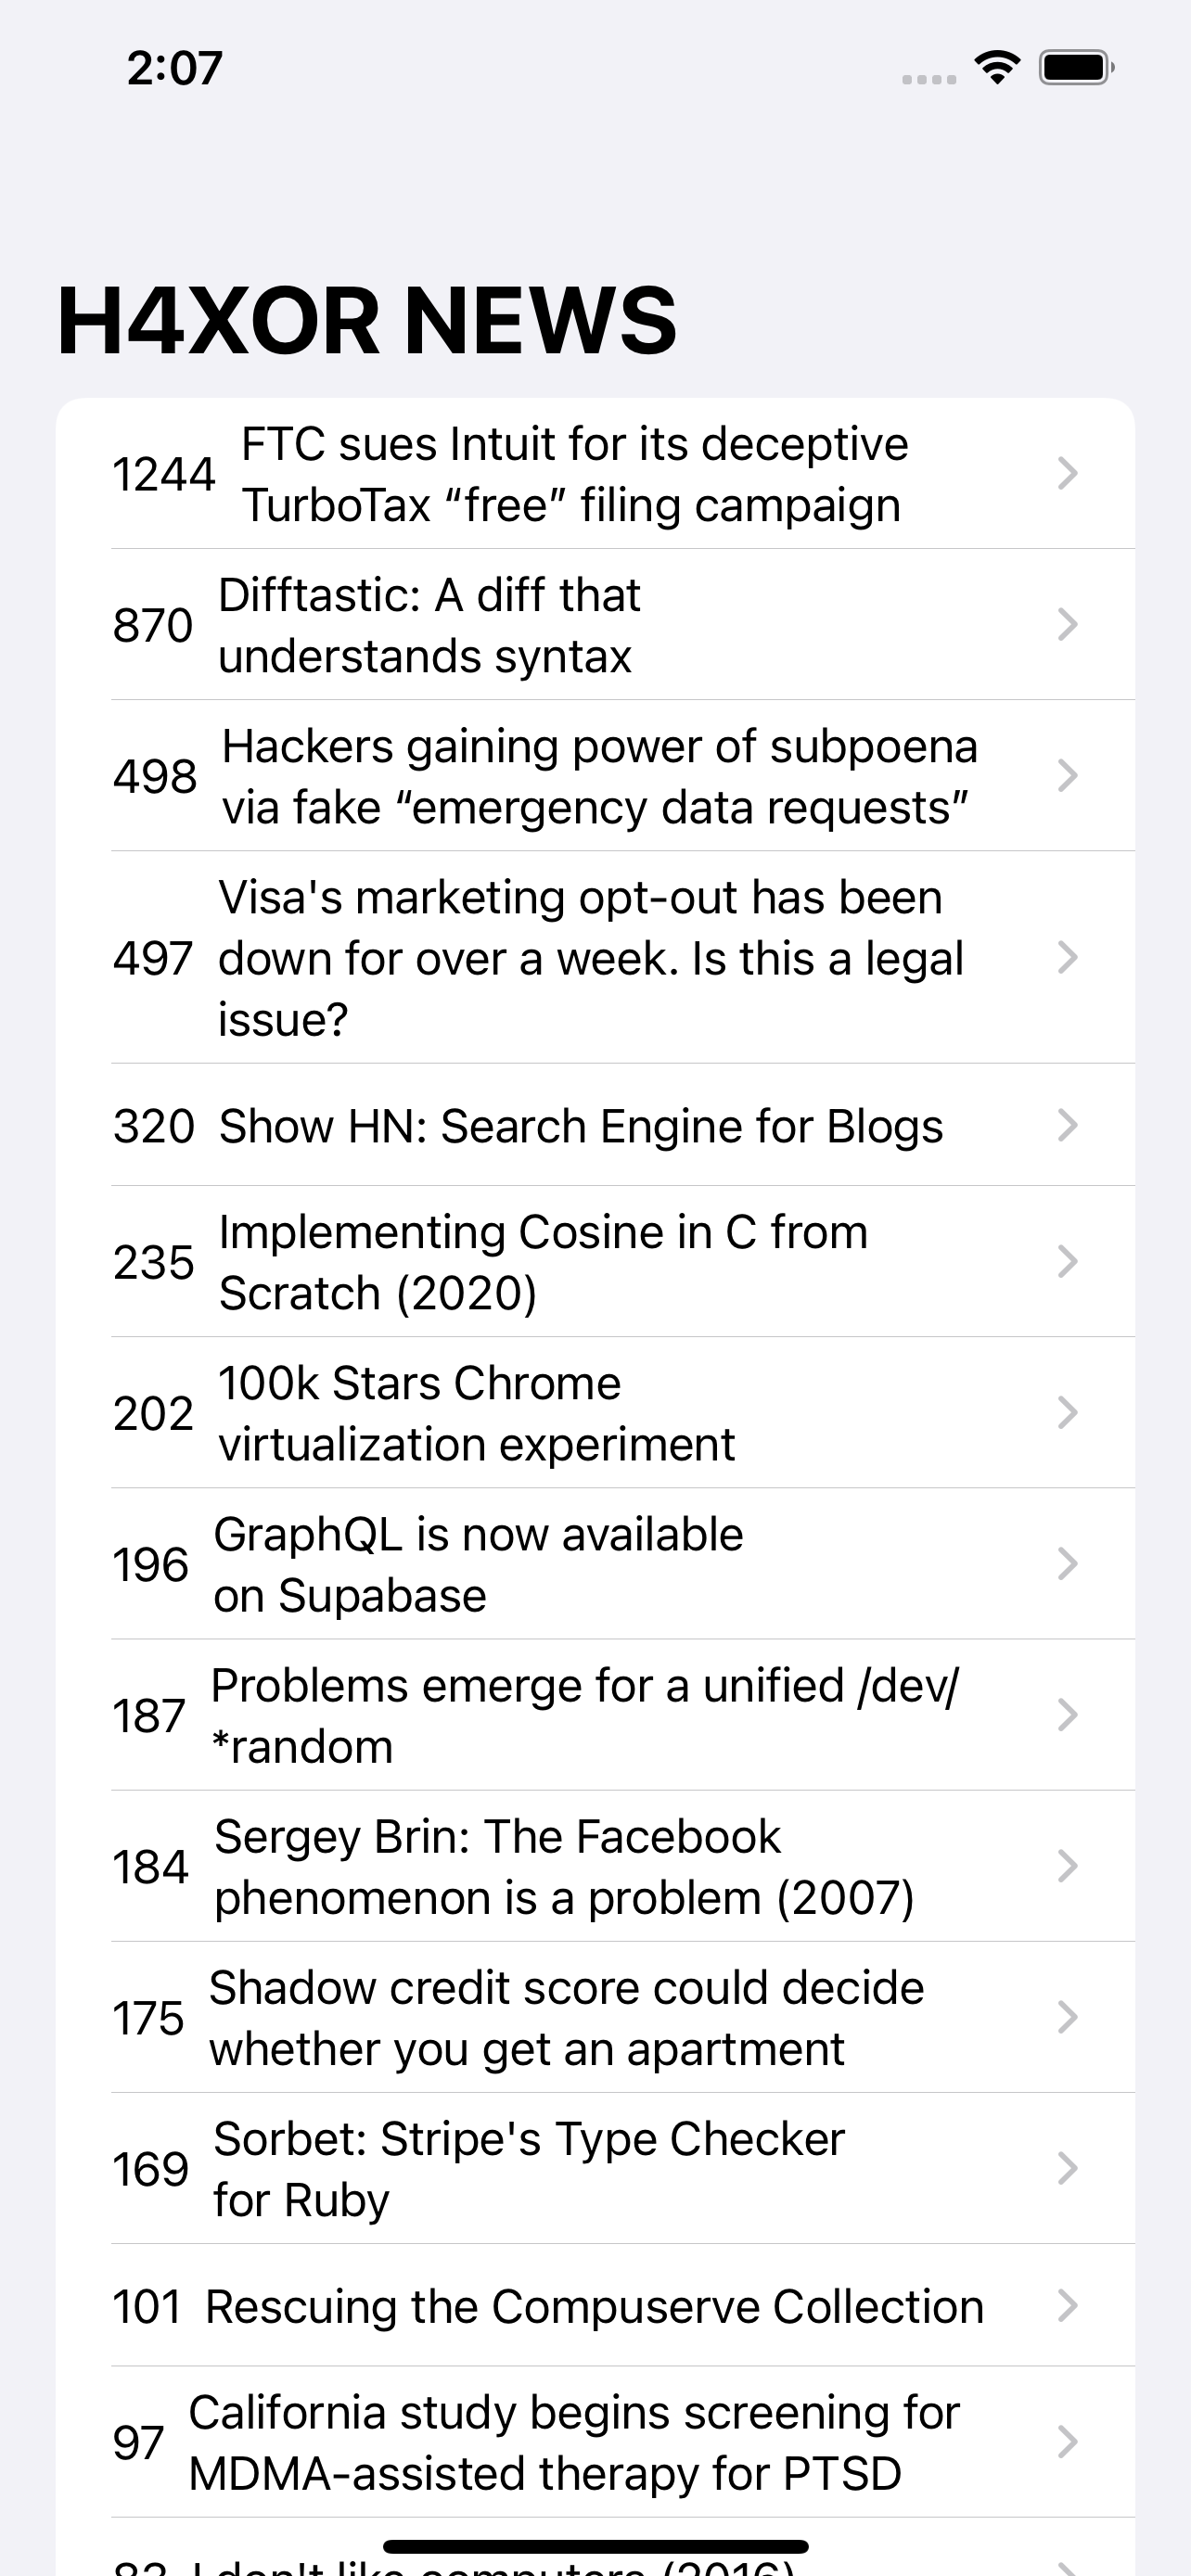 2:07
H4XOR NEWS
1244 FTC sues Intuit for its deceptive
TurboTax “free” filing campaign
870 Difftastic: A diff that
understands syntax
498 Hackers gaining power of subpoena
via fake “emergency data requests”
Visa's marketing opt-out has been
497 down for over a week. Is this a legal
issue?
320 Show HN: Search Engine for Blogs
235 Implementing Cosine in C from
Scratch (2020)
202 100k Stars Chrome
virtualization experiment
196 GraphQL is now available
on Supabase
187 Problems emerge for a unified /dev/
*random
184 Sergey Brin: The Facebook
phenomenon is a problem (2007)
175 Shadow credit score could decide
whether you get an apartment
169 Sorbet: Stripe's Type Checker
for Ruby
101 Rescuing the Compuserve Collection
97 California study begins screening for
MDMA-assisted therapy for PTSD
83 I don't like computers (2016)